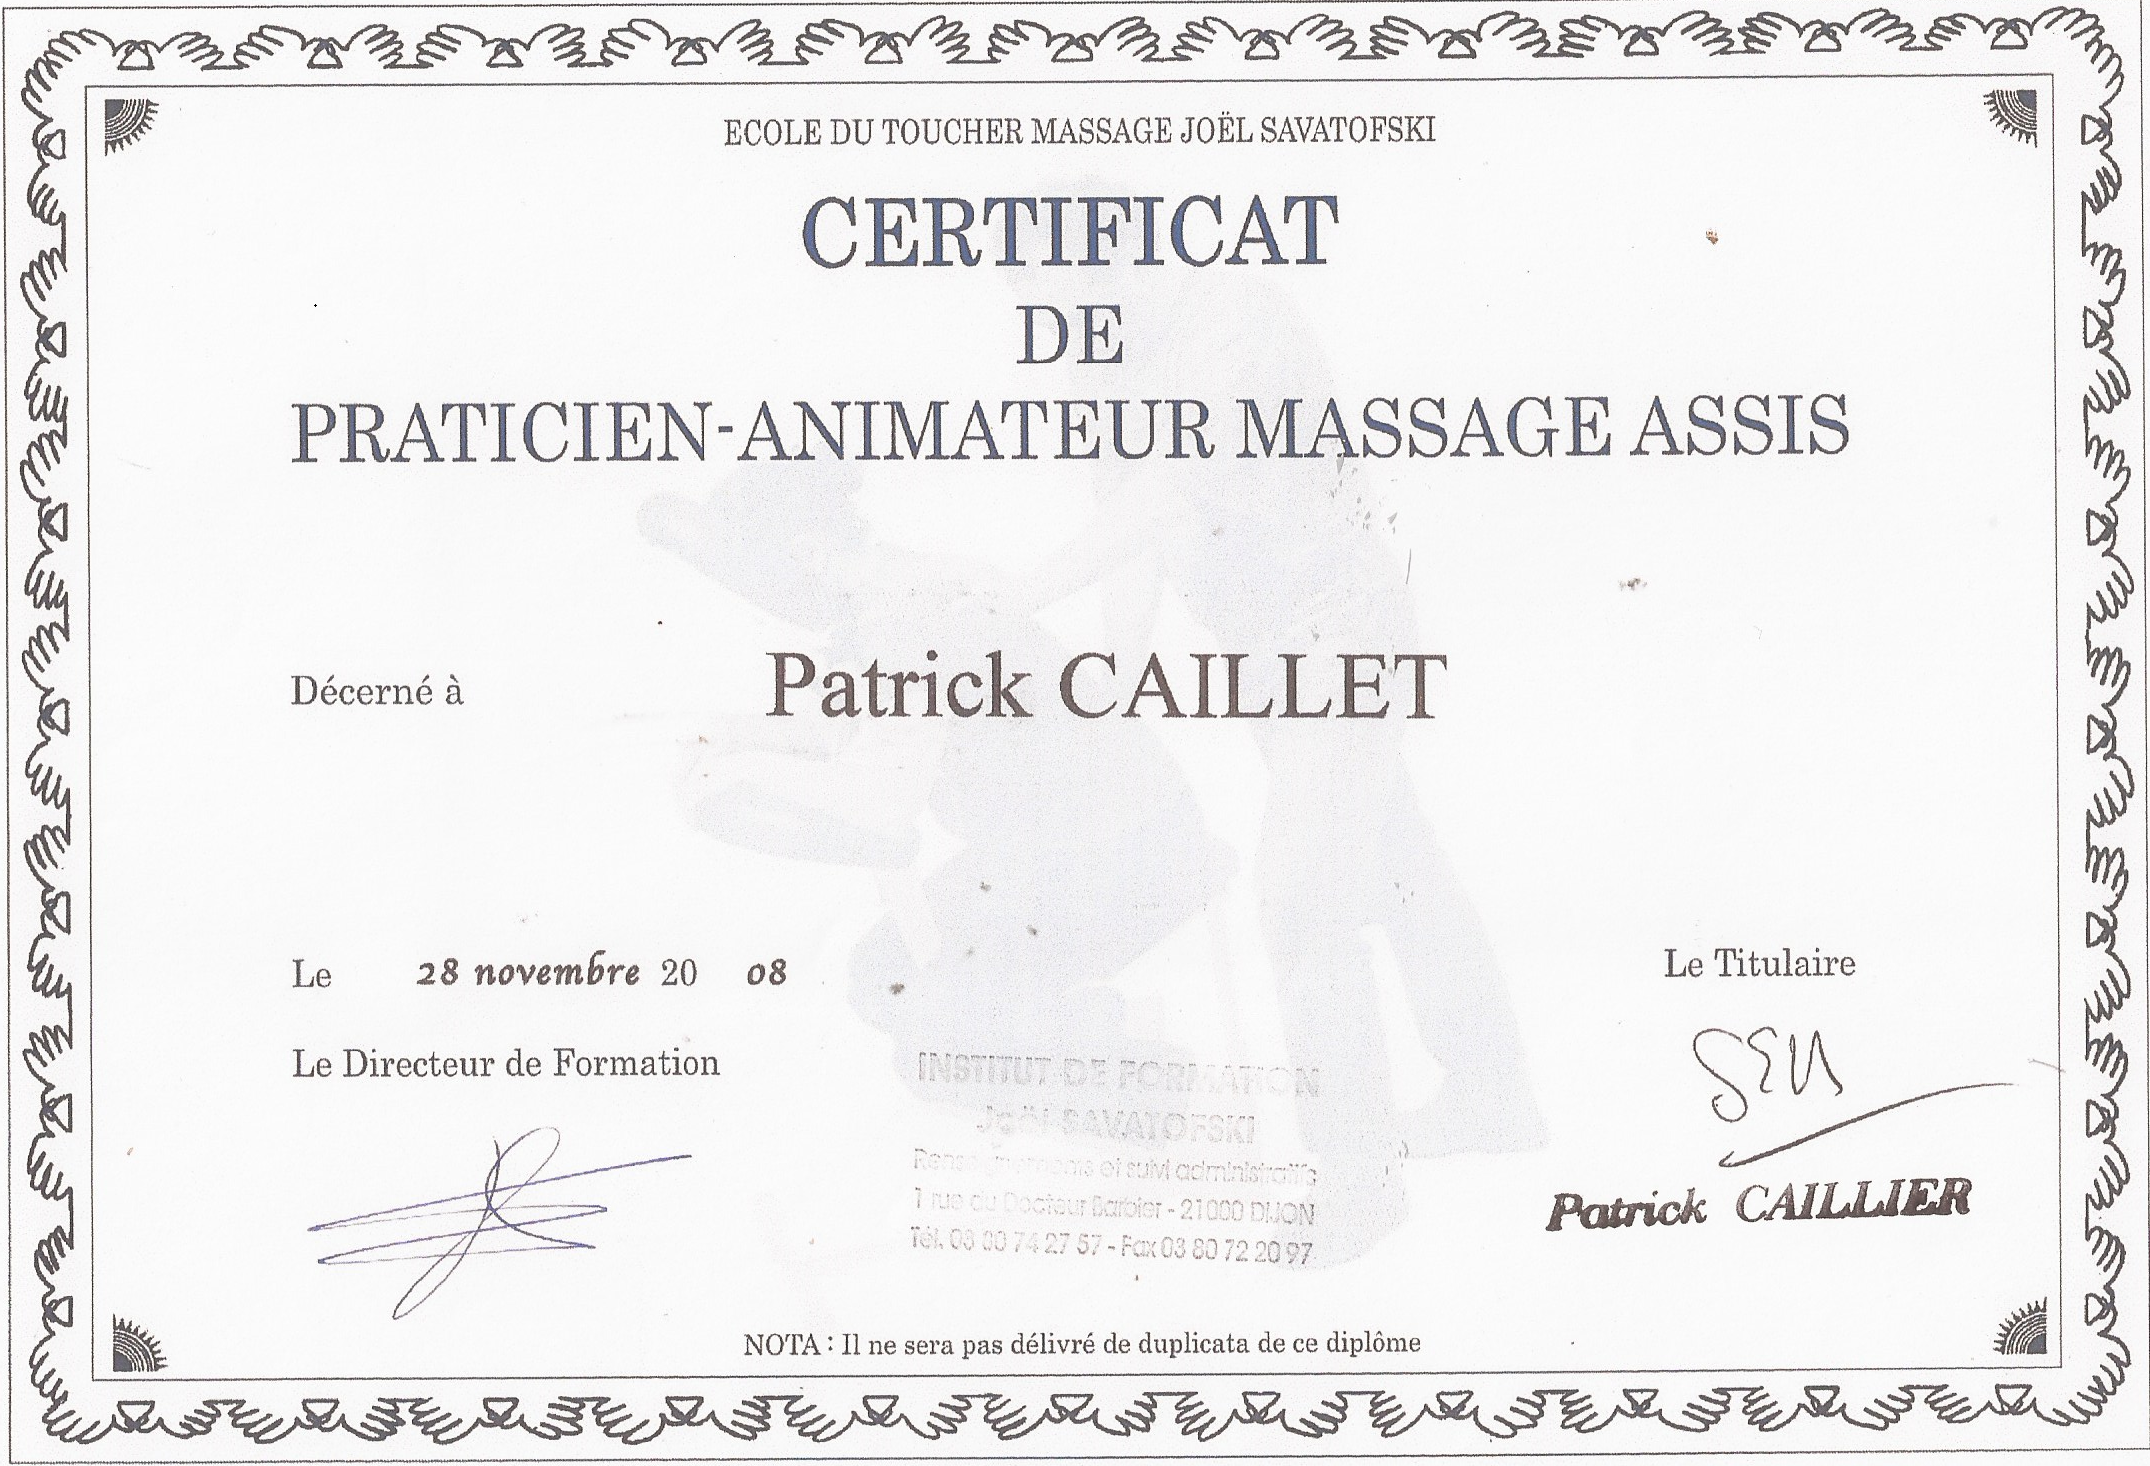 ECOLE DU TOUCHER MASSAGE JOËL SAVATOFSKI
CERTIFICAT
DE
PRATICIEN-ANIMATEUR MASSAGE ASSIS
Décerné à Patrick CAILLET
Le 28 novembre 20 08
Le Titulaire
Le Directeur de Formation
INSTITUT DE FORMATION
Joël SAVATOFSKI
Renseignements et suivi administratifs
1 rue du Docteur Barbier - 21000 DIJON
Tél. 03 80 74 27 57 - Fax 03 80 72 20 97
Patrick CAILLIER
NOTA : Il ne sera pas délivré de duplicata de ce diplôme